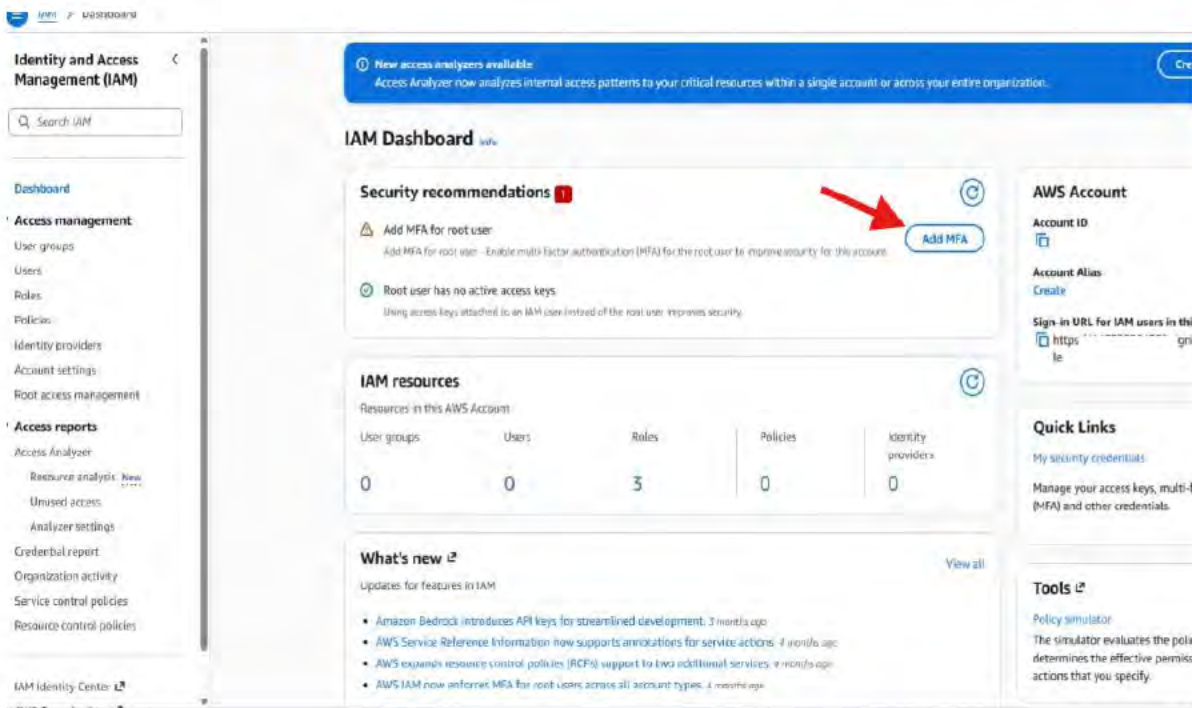 IAM > Dashboard
Identity and Access
Management (IAM)
Search IAM
Dashboard
Access management
User groups
Users
Roles
Policies
Identity providers
Account settings
Root access management
Access reports
Access Analyzer
Resource analysis New
Unused access
Analyzer settings
Credential report
Organization activity
Service control policies
Resource control policies
IAM Identity Center
New access analyzers available
Access Analyzer now analyzes internal access patterns to your critical resources within a single account or across your entire organization.
Cre
IAM Dashboard Info
Security recommendations 1
Add MFA for root user
Add MFA for root user - Enable multi-factor authentication (MFA) for the root user to improve security for this account.
Add MFA
Root user has no active access keys
Using access keys attached to an IAM user instead of the root user improves security.
IAM resources
Resources in this AWS Account
User groups Users Roles Policies Identity
providers
0 0 3 0 0
What's new
View all
Updates for features in IAM
Amazon Bedrock introduces API keys for streamlined development. 3 months ago
AWS Service Reference Information now supports annotations for service actions. 4 months ago
AWS expands resource control policies (RCPs) support to two additional services. 4 months ago
AWS IAM now enforces MFA for root users across all account types. 4 months ago
AWS Account
Account ID
Account Alias
Create
Sign-in URL for IAM users in thi
https
le
Quick Links
My security credentials
Manage your access keys, multi-f
(MFA) and other credentials.
Tools
Policy simulator
The simulator evaluates the poli
determines the effective permiss
actions that you specify.